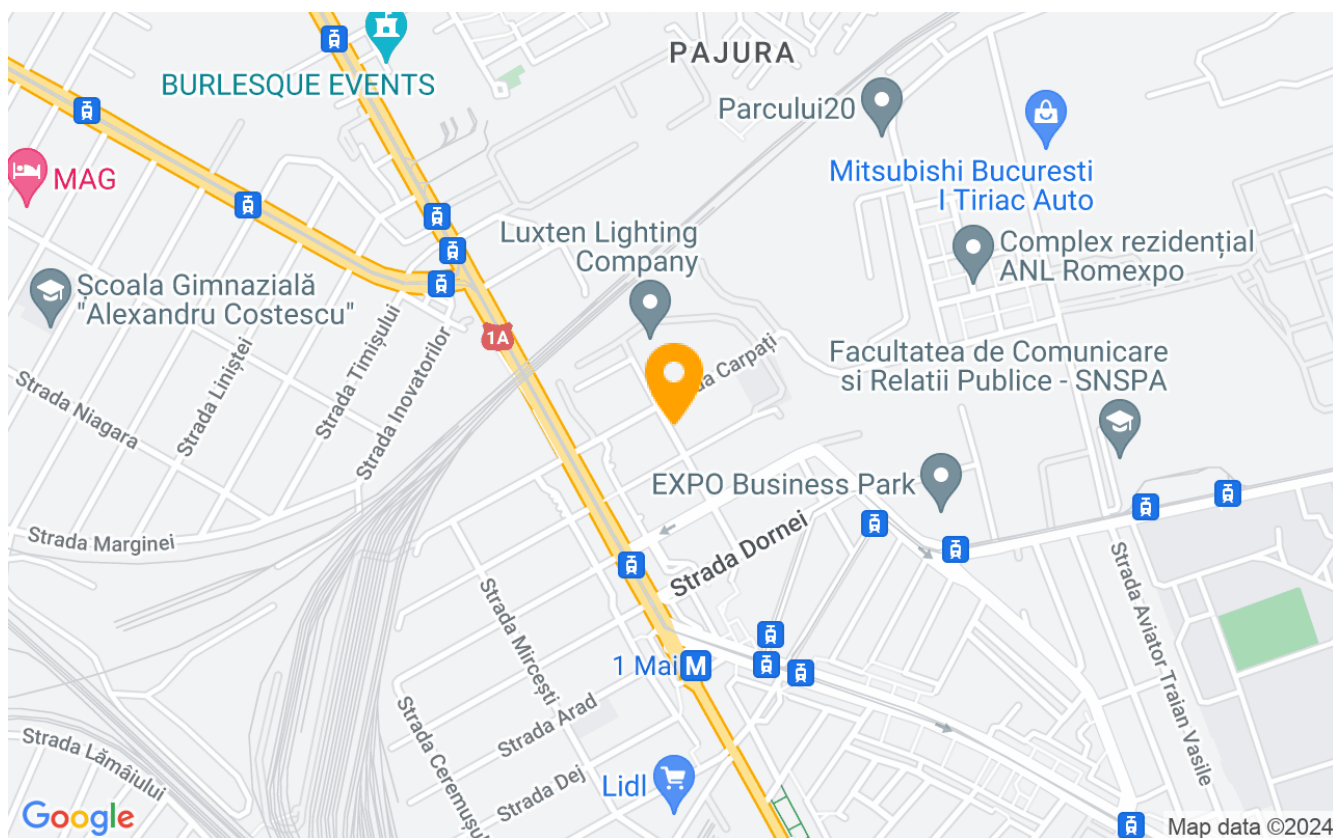 PAJURA
BURLESQUE EVENTS
Parcului20
MAG
Mitsubishi Bucuresti
I Tiriac Auto
Luxten Lighting
Company
Complex rezidențial
ANL Romexpo
Școala Gimnazială
"Alexandru Costescu"
1A
Strada Timișului
Strada Inovatorilor
Strada Liniștei
Strada Niagara
Carpați
Facultatea de Comunicare
si Relatii Publice - SNSPA
EXPO Business Park
Strada Marginei
Strada Dornei
Strada Mircești
Strada Aviator Traian Vasile
1 Mai
M
Strada Arad
Strada Lămâiului
Strada Dej
Lidl
Google
Map data ©2024